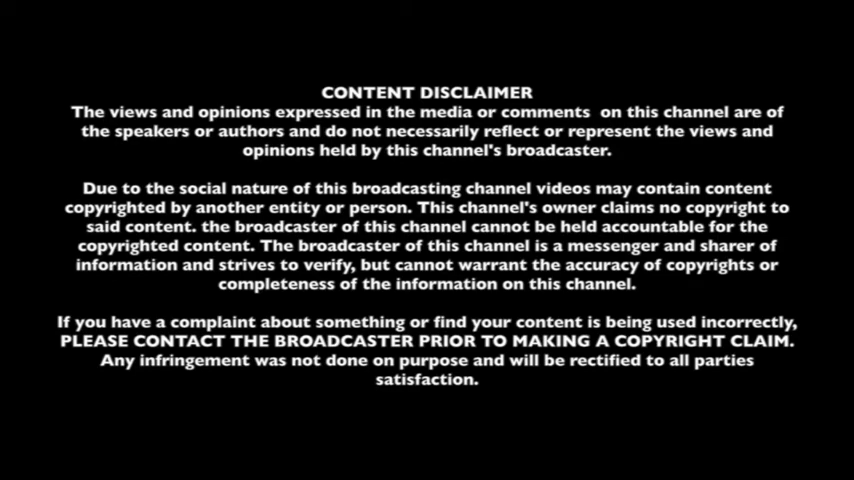 CONTENT DISCLAIMER
The views and opinions expressed in the media or comments on this channel are of
the speakers or authors and do not necessarily reflect or represent the views and
opinions held by this channel's broadcaster.
Due to the social nature of this broadcasting channel videos may contain content
copyrighted by another entity or person. This channel's owner claims no copyright to
said content. the broadcaster of this channel cannot be held accountable for the
copyrighted content. The broadcaster of this channel is a messenger and sharer of
information and strives to verify, but cannot warrant the accuracy of copyrights or
completeness of the information on this channel.
If you have a complaint about something or find your content is being used incorrectly,
PLEASE CONTACT THE BROADCASTER PRIOR TO MAKING A COPYRIGHT CLAIM.
Any infringement was not done on purpose and will be rectified to all parties
satisfaction.